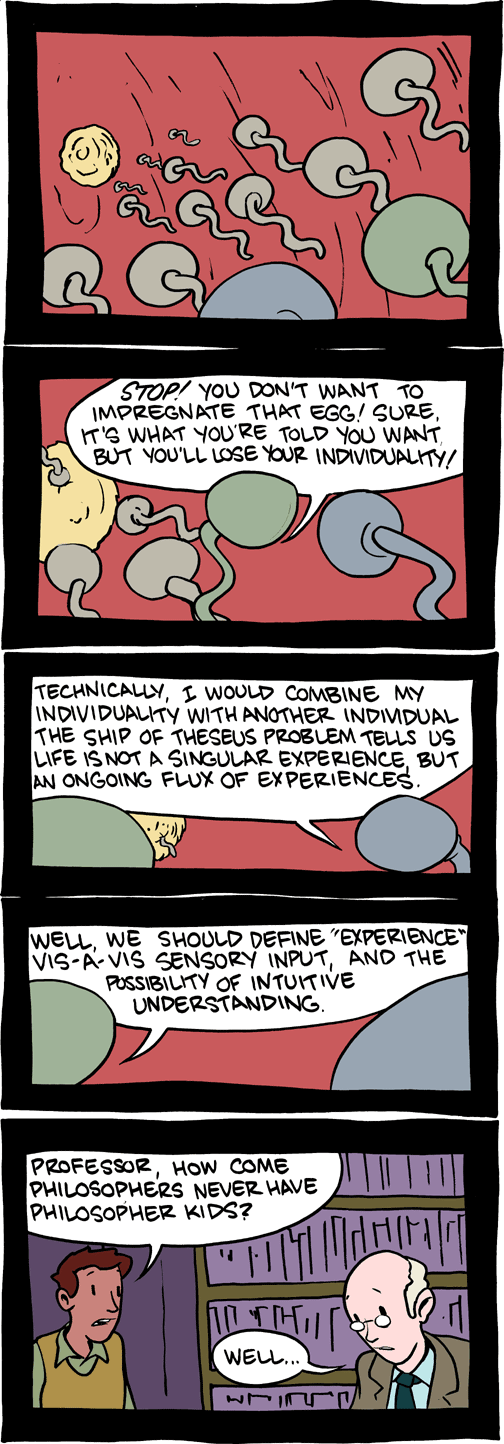 STOP! YOU DON'T WANT TO
IMPREGNATE THAT EGG! SURE,
IT'S WHAT YOU'RE TOLD YOU WANT,
BUT YOU'LL LOSE YOUR INDIVIDUALITY!
TECHNICALLY, I WOULD COMBINE MY
INDIVIDUALITY WITH ANOTHER INDIVIDUAL
THE SHIP OF THESEUS PROBLEM TELLS US
LIFE IS NOT A SINGULAR EXPERIENCE, BUT
AN ONGOING FLUX OF EXPERIENCES.
WELL, WE SHOULD DEFINE "EXPERIENCE"
VIS-A-VIS SENSORY INPUT, AND THE
POSSIBILITY OF INTUITIVE
UNDERSTANDING.
PROFESSOR, HOW COME
PHILOSOPHERS NEVER HAVE
PHILOSOPHER KIDS?
WELL...